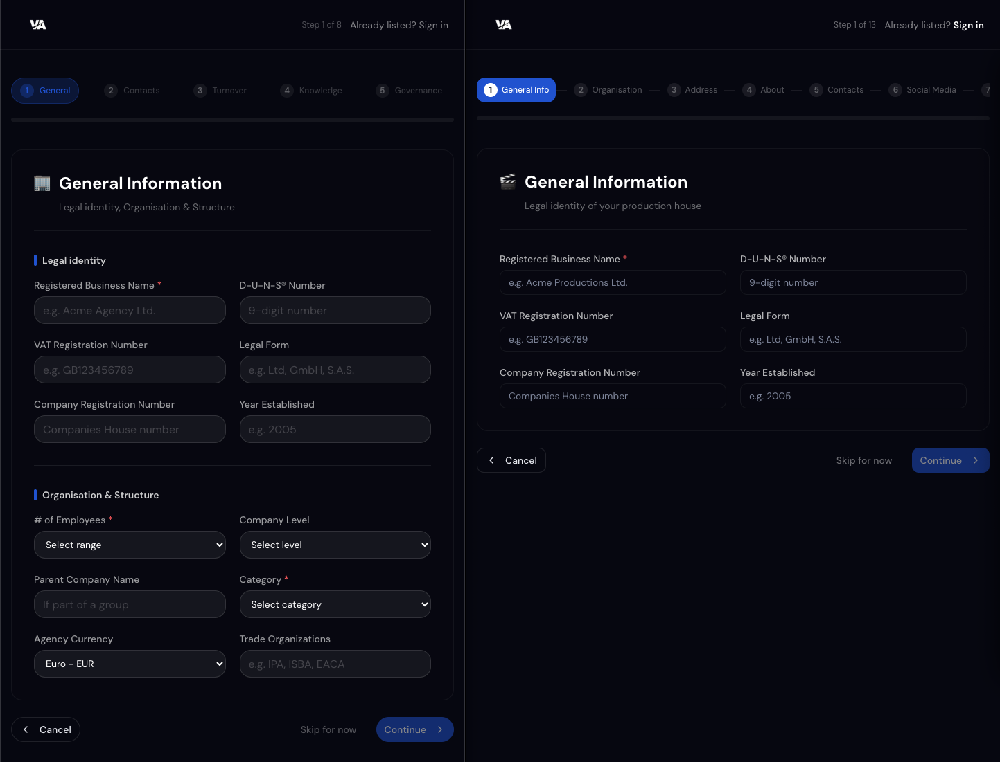 VA
Step 1 of 8 Already listed? Sign in
1 General 2 Contacts 3 Turnover 4 Knowledge 5 Governance
General Information
Legal identity, Organisation & Structure
Legal identity
Registered Business Name * D-U-N-S® Number
e.g. Acme Agency Ltd. 9-digit number
VAT Registration Number Legal Form
e.g. GB123456789 e.g. Ltd, GmbH, S.A.S.
Company Registration Number Year Established
Companies House number e.g. 2005
Organisation & Structure
# of Employees * Company Level
Select range Select level
Parent Company Name Category *
If part of a group Select category
Agency Currency Trade Organizations
Euro - EUR e.g. IPA, ISBA, EACA
Cancel Skip for now Continue
VA
Step 1 of 13 Already listed? Sign in
1 General Info 2 Organisation 3 Address 4 About 5 Contacts 6 Social Media 7
General Information
Legal identity of your production house
Registered Business Name * D-U-N-S® Number
e.g. Acme Productions Ltd. 9-digit number
VAT Registration Number Legal Form
e.g. GB123456789 e.g. Ltd, GmbH, S.A.S.
Company Registration Number Year Established
Companies House number e.g. 2005
Cancel Skip for now Continue